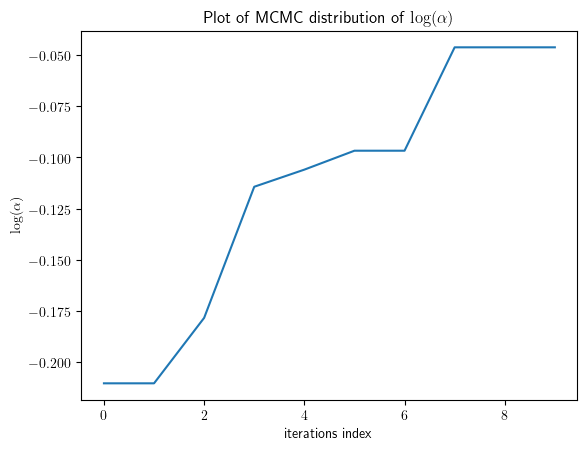 Plot of MCMC distribution of log(α)
−0.050
−0.075
−0.100
−0.125
−0.150
−0.175
−0.200
log(α)
0 2 4 6 8
iterations index